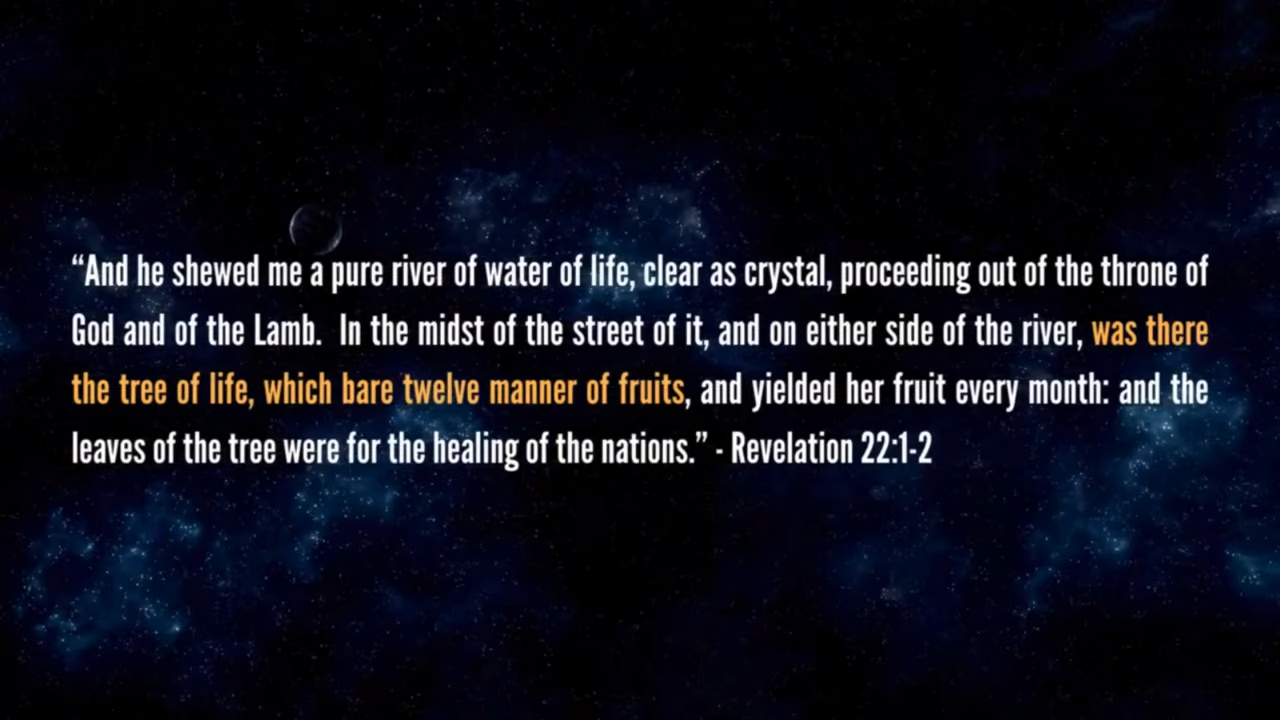 “And he shewed me a pure river of water of life, clear as crystal, proceeding out of the throne of
God and of the Lamb.  In the midst of the street of it, and on either side of the river, was there
the tree of life, which bare twelve manner of fruits, and yielded her fruit every month: and the
leaves of the tree were for the healing of the nations.” - Revelation 22:1-2